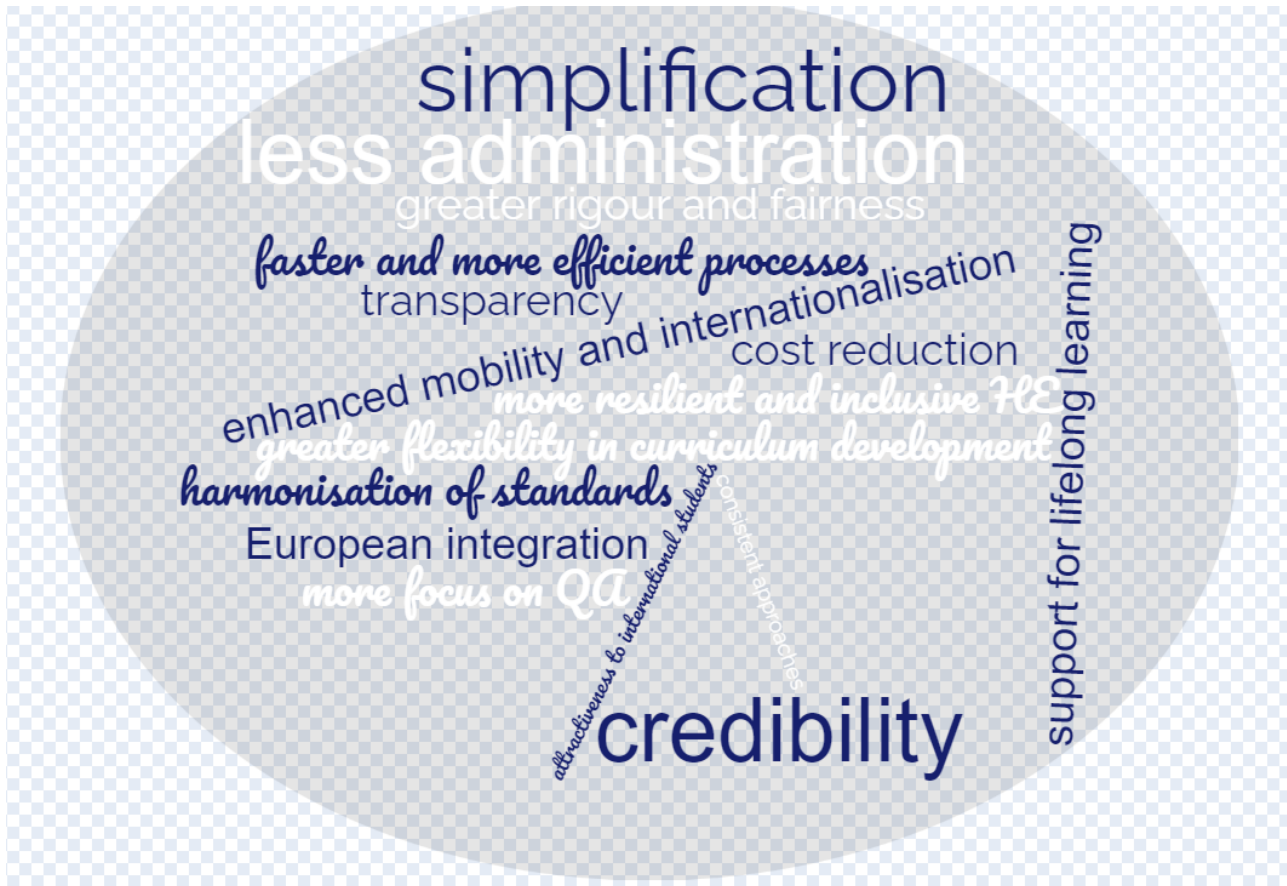 simplification
less administration
greater rigour and fairness
faster and more efficient processes
transparency
enhanced mobility and internationalisation
cost reduction
more resilient and inclusive HE
greater flexibility in curriculum development
harmonisation of standards
European integration
more focus on QA
attractiveness to international students
consistent approaches
support for lifelong learning
credibility